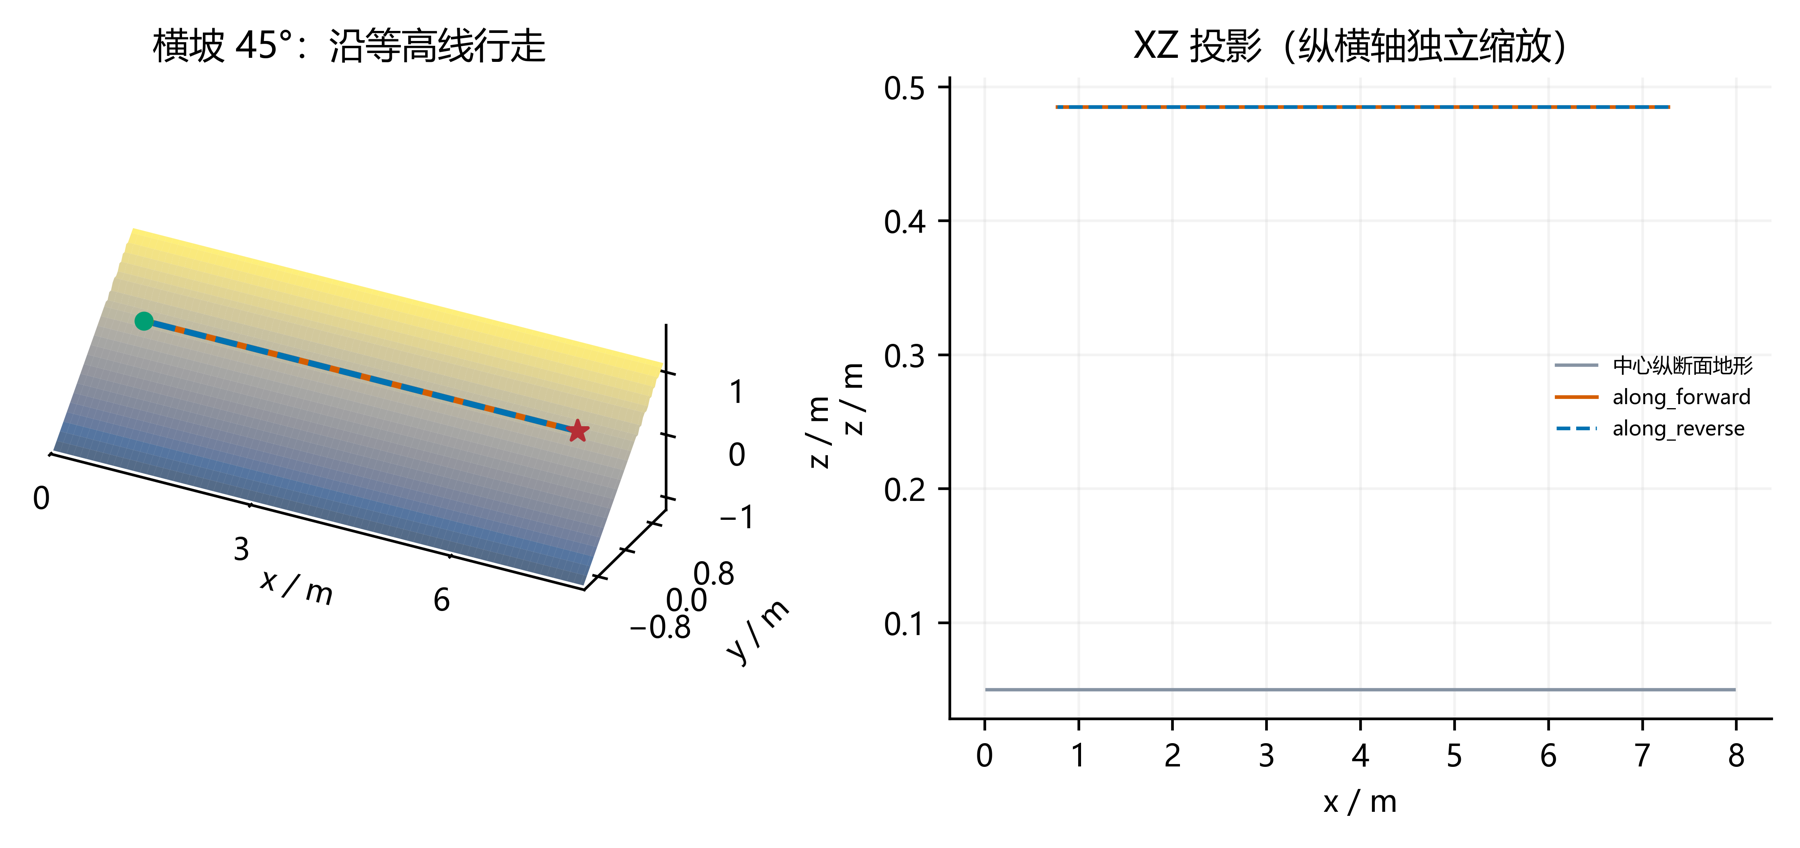 横坡 45°：沿等高线行走
1
0
−1
z / m
0
3
6
x / m
0.8
0.0
−0.8
y / m
XZ 投影（纵横轴独立缩放）
0.5
0.4
0.3
0.2
0.1
z / m
中心纵断面地形
along_forward
along_reverse
0 1 2 3 4 5 6 7 8
x / m